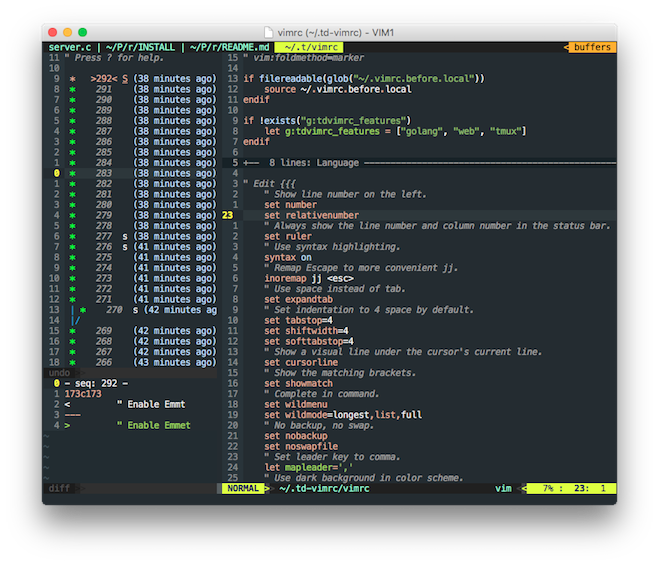 vimrc (~/.td-vimrc) - VIM1
server.c | ~/P/r/INSTALL | ~/P/r/README.md  ~/.t/vimrc  < buffers
11 " Press ? for help.
10
9 *  >292< S (38 minutes ago)
8 *   291    (38 minutes ago)
7 *   290    (38 minutes ago)
6 *   289    (38 minutes ago)
5 *   288    (38 minutes ago)
4 *   287    (38 minutes ago)
3 *   286    (38 minutes ago)
2 *   285    (38 minutes ago)
1 *   284    (38 minutes ago)
0 *   283    (38 minutes ago)
1 *   282    (38 minutes ago)
2 *   281    (38 minutes ago)
3 *   280    (38 minutes ago)
4 *   279    (38 minutes ago)
5 *   278    (38 minutes ago)
6 *   277  s (38 minutes ago)
7 *   276  s (41 minutes ago)
8 *   275    (41 minutes ago)
9 *   274    (41 minutes ago)
10 *   273    (41 minutes ago)
11 *   272    (41 minutes ago)
12 *   271    (41 minutes ago)
13 | *   270  s (42 minutes ag
14 |/
15 *   269    (42 minutes ago)
16 *   268    (42 minutes ago)
17 *   267    (42 minutes ago)
18 *   266    (43 minutes ago)
undo
0 - seq: 292 -
1 173c173
2 <        " Enable Emmt
3 ---
4 >        " Enable Emmet
~
~
~
~
diff
15 " vim:foldmethod=marker
14
13 if filereadable(glob("~/.vimrc.before.local"))
12     source ~/.vimrc.before.local
11 endif
10
9 if !exists("g:tdvimrc_features")
8     let g:tdvimrc_features = ["golang", "web", "tmux"]
7 endif
6
5 +--  8 lines: Language ----------------------------------------
4
3 " Edit {{{
2     " Show line number on the left.
1     set number
23     set relativenumber
1     " Always show the line number and column number in the status bar.
2     set ruler
3     " Use syntax highlighting.
4     syntax on
5     " Remap Escape to more convenient jj.
6     inoremap jj <esc>
7     " Use space instead of tab.
8     set expandtab
9     " Set indentation to 4 space by default.
10     set tabstop=4
11     set shiftwidth=4
12     set softtabstop=4
13     " Show a visual line under the cursor's current line.
14     set cursorline
15     " Show the matching brackets.
16     set showmatch
17     " Complete in command.
18     set wildmenu
19     set wildmode=longest,list,full
20     " No backup, no swap.
21     set nobackup
22     set noswapfile
23     " Set leader key to comma.
24     let mapleader=','
25     " Use dark background in color scheme.
NORMAL > ~/.td-vimrc/vimrc  vim <  7% :  23:  1